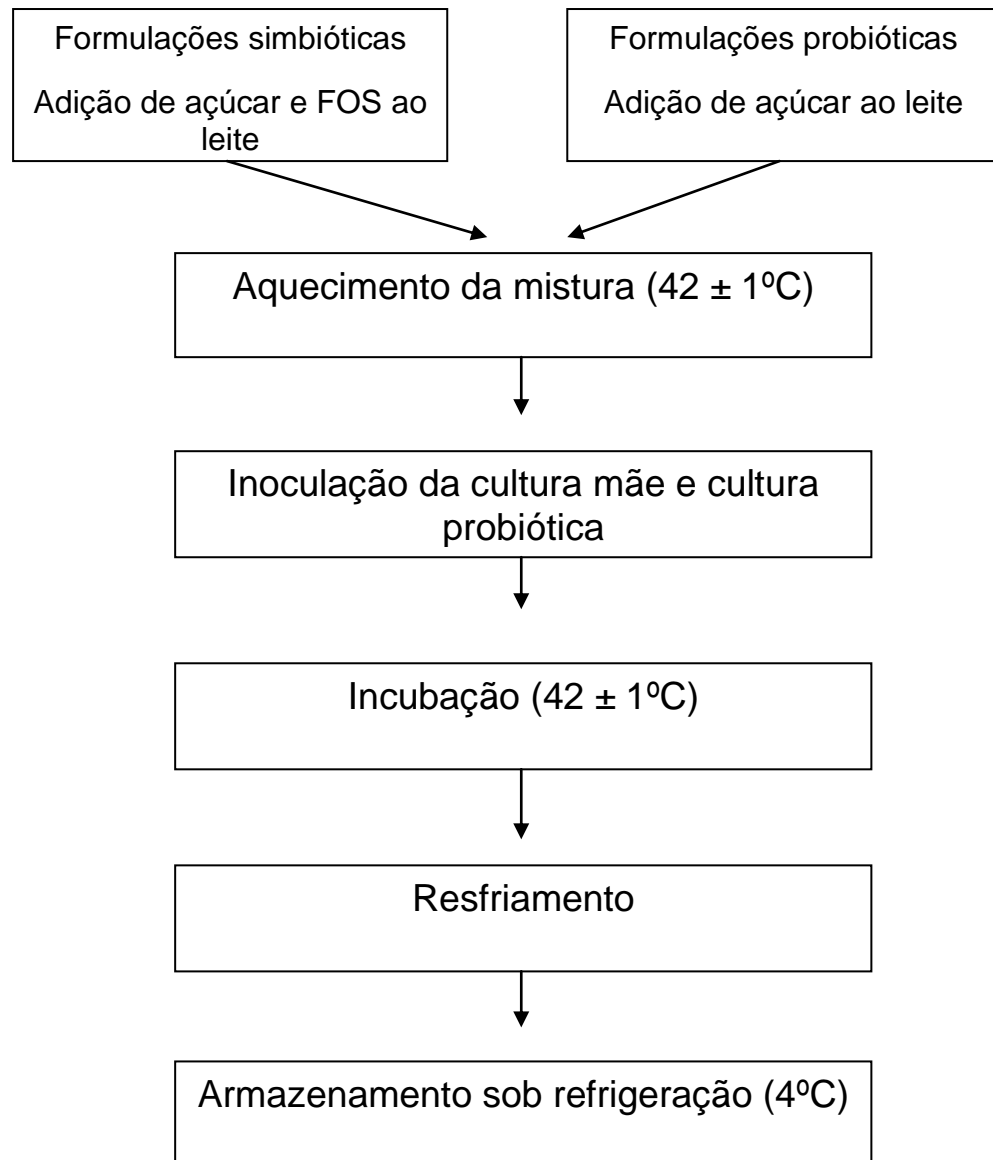 Formulações simbióticas
Adição de açúcar e FOS ao
leite
Formulações probióticas
Adição de açúcar ao leite
Aquecimento da mistura (42 ± 1ºC)
Inoculação da cultura mãe e cultura
probiótica
Incubação (42 ± 1ºC)
Resfriamento
Armazenamento sob refrigeração (4ºC)